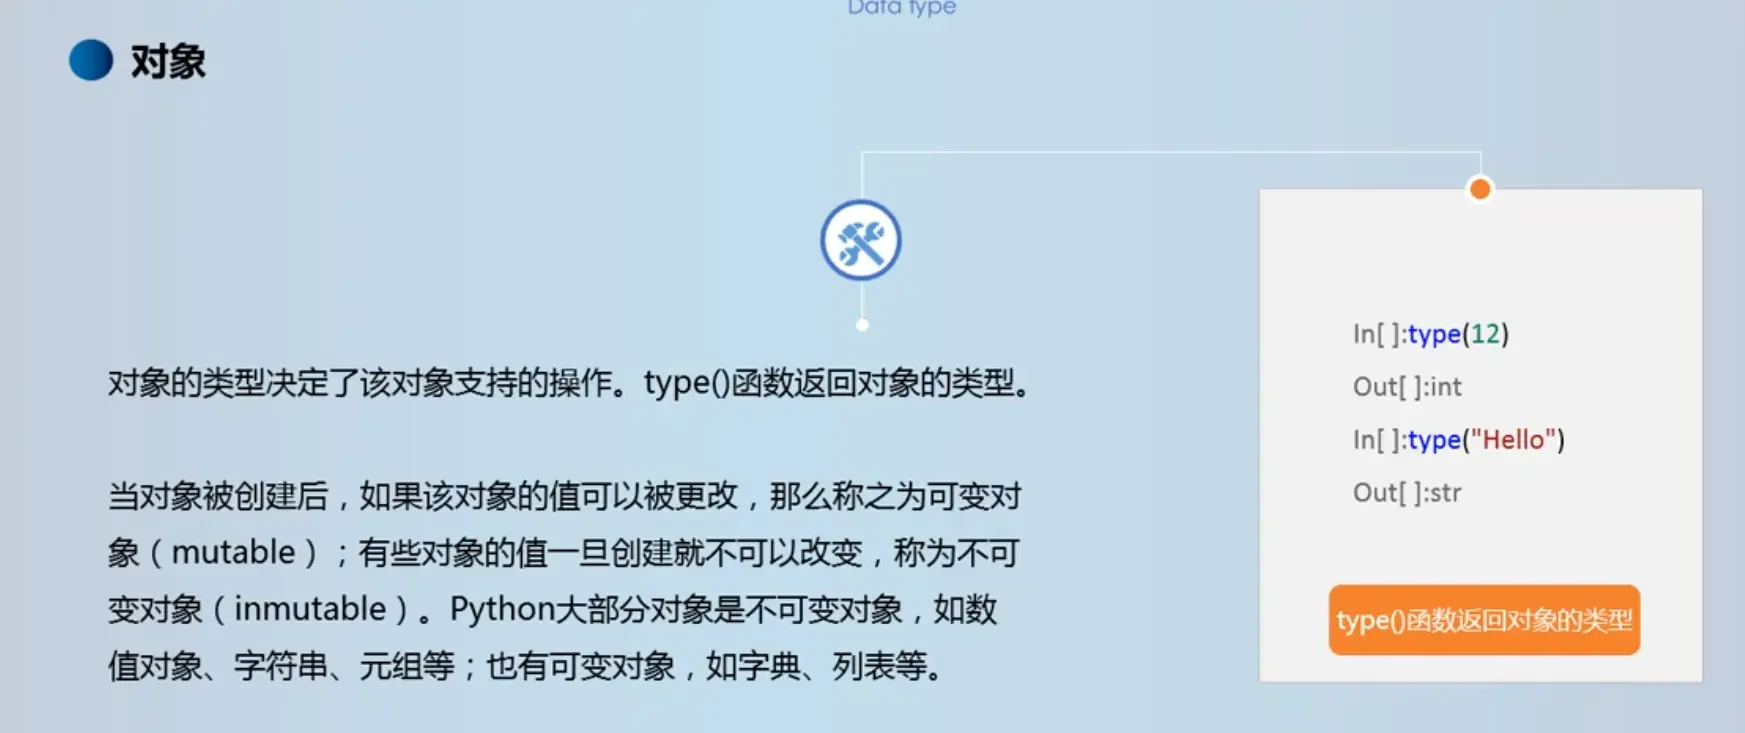 Data type
对象
对象的类型决定了该对象支持的操作。type()函数返回对象的类型。
当对象被创建后，如果该对象的值可以被更改，那么称之为可变对
象（mutable）；有些对象的值一旦创建就不可以改变，称为不可
变对象（inmutable）。Python大部分对象是不可变对象，如数
值对象、字符串、元组等；也有可变对象，如字典、列表等。
In[ ]:type(12)
Out[ ]:int
In[ ]:type("Hello")
Out[ ]:str
type()函数返回对象的类型